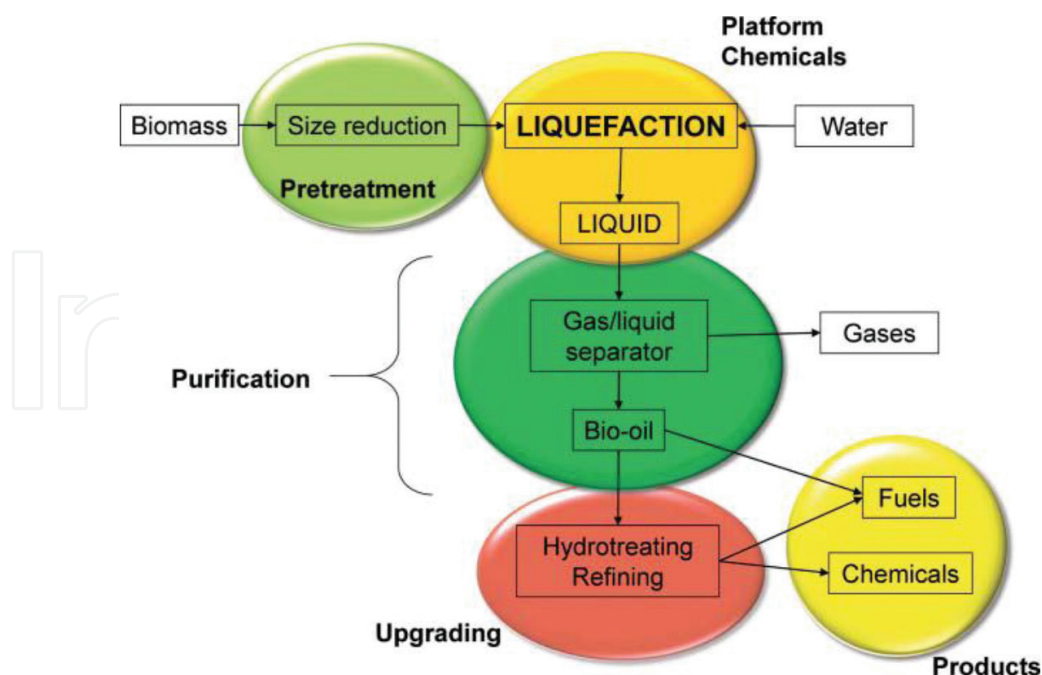 Platform
Chemicals
Biomass
Size reduction
LIQUEFACTION
Water
Pretreatment
LIQUID
Gas/liquid
separator
Gases
Purification
Bio-oil
Fuels
Hydrotreating
Refining
Chemicals
Upgrading
Products